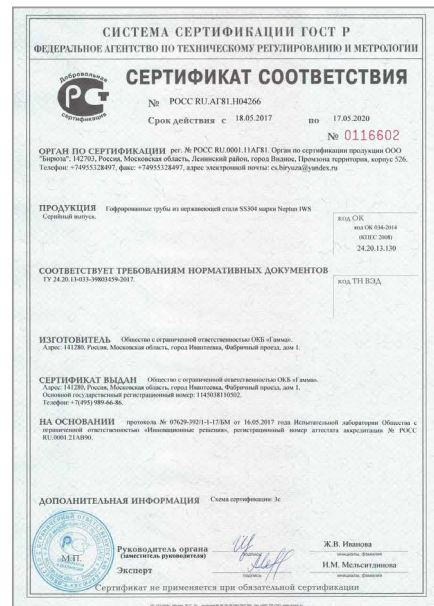 СИСТЕМА СЕРТИФИКАЦИИ ГОСТ Р
ФЕДЕРАЛЬНОЕ АГЕНТСТВО ПО ТЕХНИЧЕСКОМУ РЕГУЛИРОВАНИЮ И МЕТРОЛОГИИ
Добровольная
сертификация
СЕРТИФИКАТ СООТВЕТСТВИЯ
№ РОСС RU.АГ81.Н04266
Срок действия с 18.05.2017 по 17.05.2020
№ 0116602
ОРГАН ПО СЕРТИФИКАЦИИ рег. № РОСС RU.0001.11АГ81. Орган по сертификации продукции ООО
"Бирюза", 142703, Россия, Московская область, Ленинский район, город Видное, Промзона территория, корпус 526.
Телефон: +74955328497, факс: +74955328497, адрес электронной почты: cs.biryuza@yandex.ru
ПРОДУКЦИЯ Гофрированные трубы из нержавеющей стали SS304 марки Neptun IWS
Серийный выпуск.
код ОК
код ОК 034-2014
(КПЕС 2008)
24.20.13.130
СООТВЕТСТВУЕТ ТРЕБОВАНИЯМ НОРМАТИВНЫХ ДОКУМЕНТОВ
ТУ 24.20.13-033-39803459-2017.
код ТН ВЭД
ИЗГОТОВИТЕЛЬ Общество с ограниченной ответственностью ОКБ «Гамма».
Адрес: 141280, Россия, Московская область, город Ивантеевка, Фабричный проезд, дом 1.
СЕРТИФИКАТ ВЫДАН Общество с ограниченной ответственностью ОКБ «Гамма».
Адрес: 141280, Россия, Московская область, город Ивантеевка, Фабричный проезд, дом 1.
Основной государственный регистрационный номер: 1145038110502.
Телефон: +7(495) 989-66-86.
НА ОСНОВАНИИ протокола № 07629-392/1-1-17/БМ от 16.05.2017 года Испытательной лаборатории Общества с
ограниченной ответственностью «Инновационные решения», регистрационный номер аттестата аккредитации № РОСС
RU.0001.21АВ90.
ДОПОЛНИТЕЛЬНАЯ ИНФОРМАЦИЯ Схема сертификации: 3с
М.П.
Руководитель органа
(заместитель руководителя)
подпись
Ж.В. Иванова
инициалы, фамилия
Эксперт
подпись
И.М. Мельситдинова
инициалы, фамилия
Сертификат не применяется при обязательной сертификации